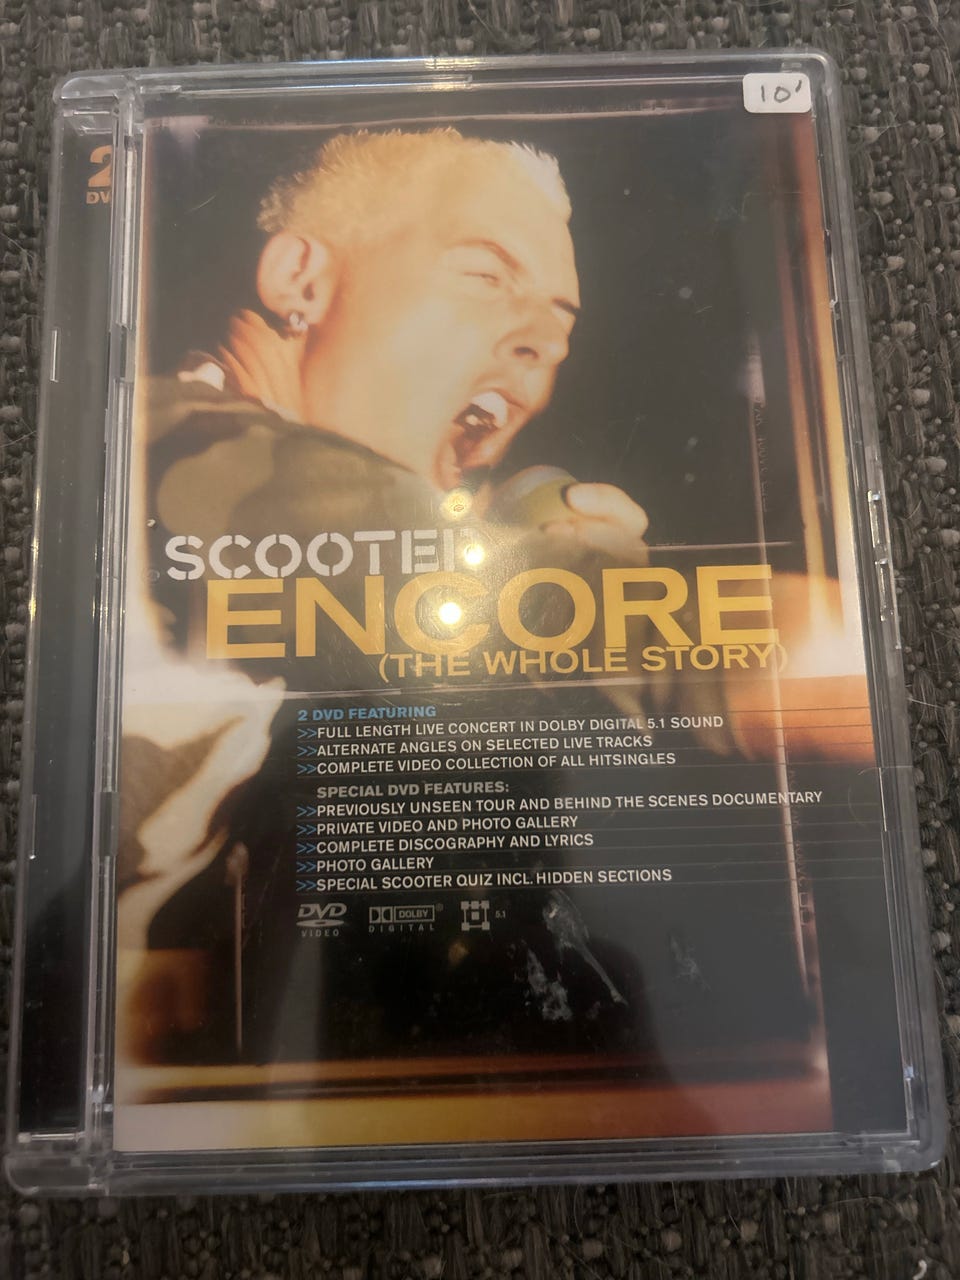 10'
2
DV
SCOOTER
ENCORE
(THE WHOLE STORY)
2 DVD FEATURING
>>FULL LENGTH LIVE CONCERT IN DOLBY DIGITAL 5.1 SOUND
>>ALTERNATE ANGLES ON SELECTED LIVE TRACKS
>>COMPLETE VIDEO COLLECTION OF ALL HITSINGLES
SPECIAL DVD FEATURES:
>>PREVIOUSLY UNSEEN TOUR AND BEHIND THE SCENES DOCUMENTARY
>>PRIVATE VIDEO AND PHOTO GALLERY
>>COMPLETE DISCOGRAPHY AND LYRICS
>>PHOTO GALLERY
>>SPECIAL SCOOTER QUIZ INCL. HIDDEN SECTIONS
DVD VIDEO DOLBY® DIGITAL 5.1